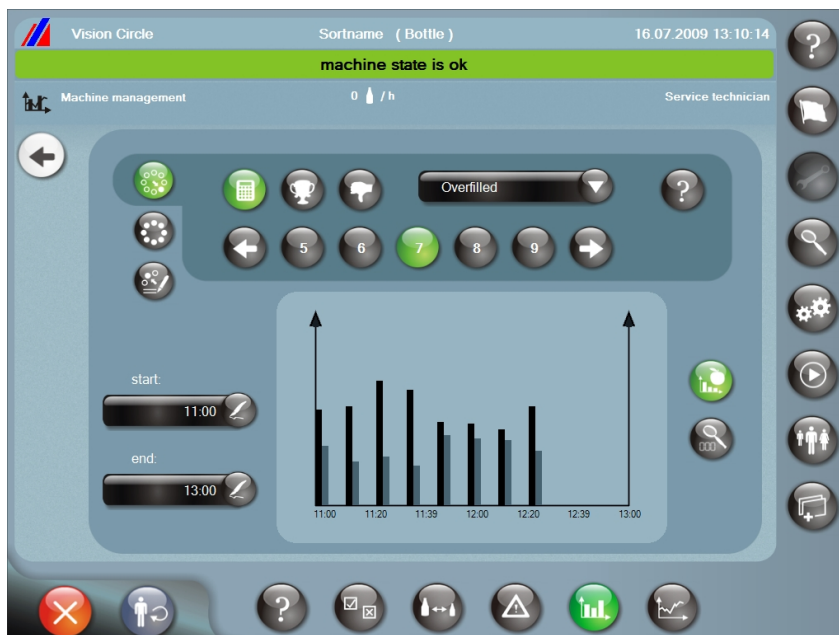 Vision Circle Sortname ( Bottle ) 16.07.2009 13:10:14
machine state is ok
Machine management 0 / h Service technician
?
Overfilled ?
5 6 7 8 9
start:
11:00
end:
13:00
11:00 11:20 11:39 12:00 12:20 12:39 13:00
000
?